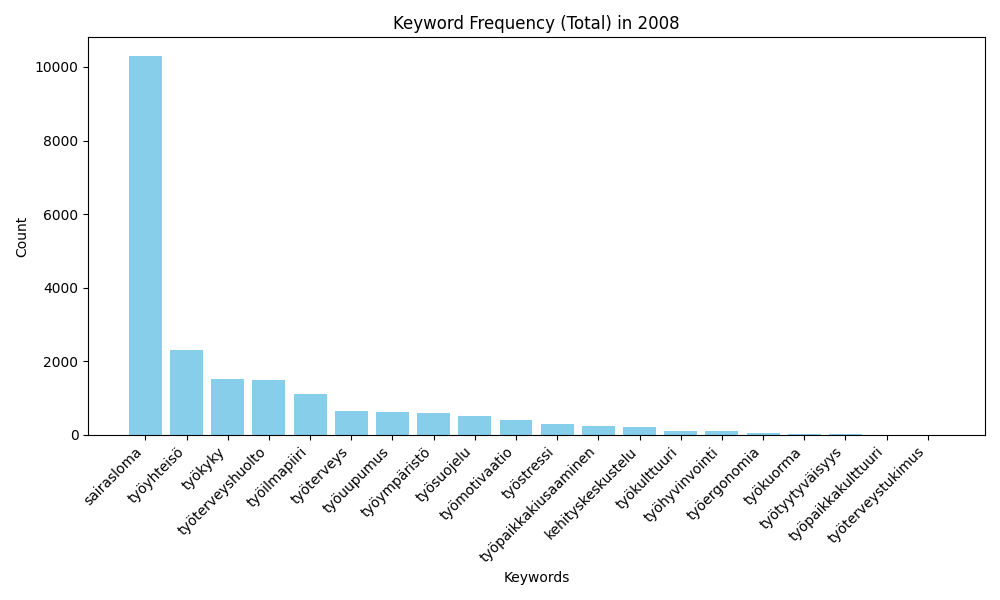 Keyword Frequency (Total) in 2008
Count
10000
8000
6000
4000
2000
0
sairasloma
työyhteisö
työkyky
työterveyshuolto
työilmapiiri
työterveys
työuupumus
työympäristö
työsuojelu
työmotivaatio
työstressi
työpaikkakiusaaminen
kehityskeskustelu
työkulttuuri
työhyvinvointi
työergonomia
työkuorma
työtyytyväisyys
työpaikkakulttuuri
työterveystukimus
Keywords